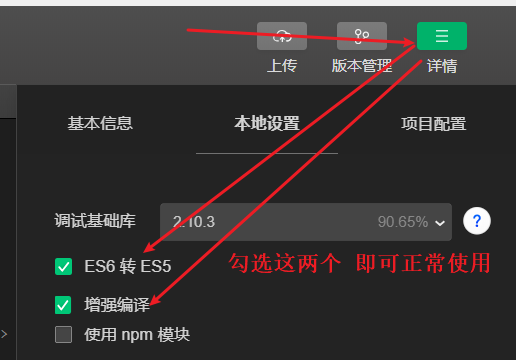 上传 版本管理 详情
基本信息 本地设置 项目配置
调试基础库 2.10.3 90.65% ?
ES6 转 ES5
勾选这两个 即可正常使用
增强编译
使用 npm 模块